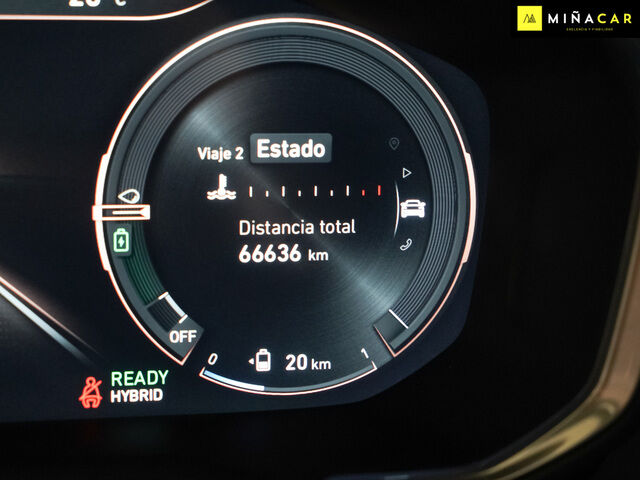 MIÑACAR
Viaje 2 Estado
Distancia total
66636 km
OFF
0 20 km 1
READY
HYBRID